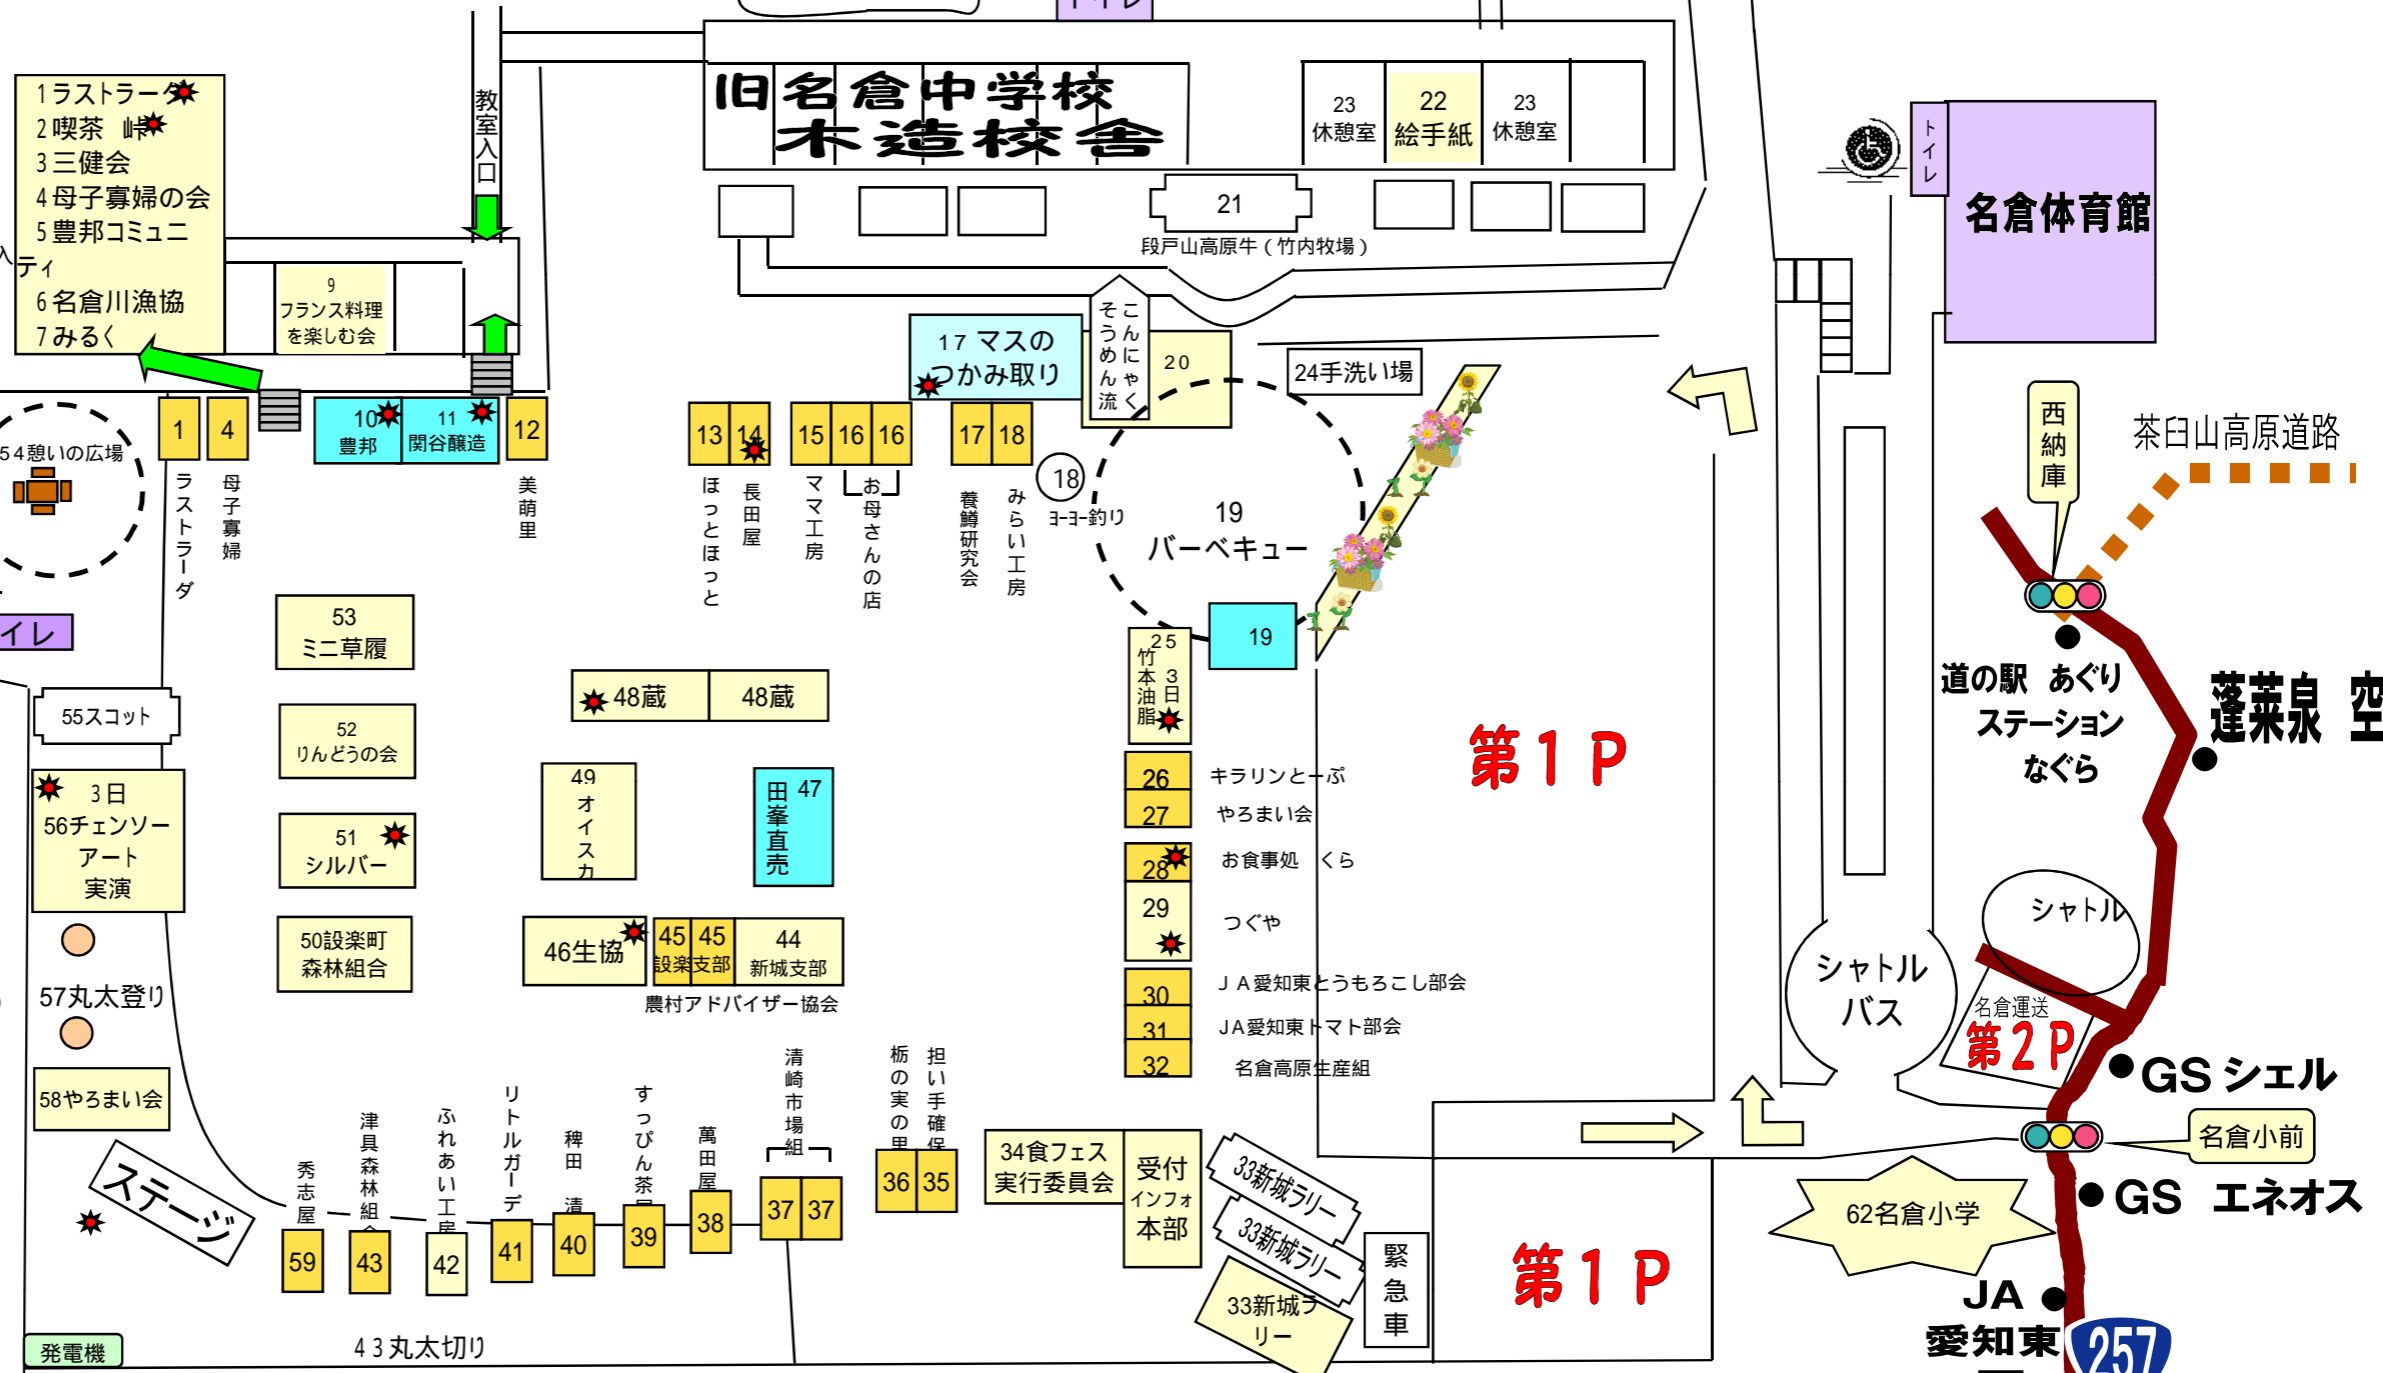 トイレ
1ラストラーダ
2喫茶 峠
3三健会
4母子寡婦の会
5豊邦コミュニ
ティ
6名倉川漁協
7みるく
入
教室入口
旧名倉中学校
木造校舎
23
休憩室
22
絵手紙
23
休憩室
21
段戸山高原牛(竹内牧場)
トイレ
名倉体育館
9
フランス料理
を楽しむ会
17 マスの
つかみ取り
こんにゃく
そうめん流
20
24手洗い場
54憩いの広場
1
ラストラーダ
4
母子寡婦
10
豊邦
11
関谷醸造
12
美萌里
13
ほっとほっと
14
長田屋
15
ママ工房
16
16
お母さんの店
17
養鱒研究会
18
みらい工房
18
ヨーヨー釣り
19
バーベキュー
19
西納庫
茶臼山高原道路
道の駅 あぐり
ステーション
なぐら
蓬莱泉 空
イレ
53
ミニ草履
52
りんどうの会
51
シルバー
50設楽町
森林組合
55スコット
3日
56チェンソー
アート
実演
57丸太登り
58やろまい会
ステージ
48蔵
48蔵
49
オイスカ
47
田峯直売
46生協
45
設楽
45
支部
44
新城支部
農村アドバイザー協会
25
竹本油脂
3日
26
キラリンとーぷ
27
やろまい会
28
お食事処 くら
29
つぐや
30
JA愛知東とうもろこし部会
31
JA愛知東トマト部会
32
名倉高原生産組
第1P
シャトル
バス
シャトル
名倉運送
第2P
GS シェル
名倉小前
GS エネオス
62名倉小学
JA
愛知東
257
秀志屋
59
津具森林組合
43
ふれあい工房
42
リトルガーデ
41
稗田 清
40
すっぴん茶
39
萬田屋
38
清崎市場組
37
37
栃の実の里
36
担い手確保
35
34食フェス
実行委員会
受付
インフォ
本部
33新城ラリー
33新城ラリー
33新城ラ
リー
緊急車
第1P
発電機
43丸太切り